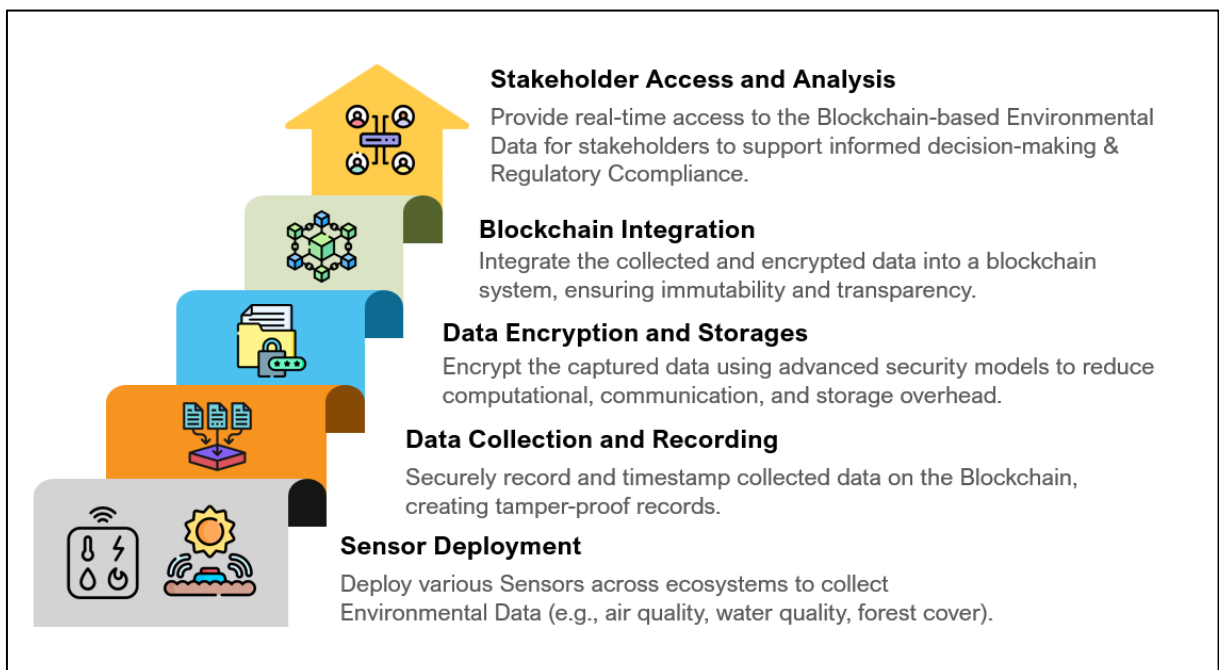 Stakeholder Access and Analysis
Provide real-time access to the Blockchain-based Environmental
Data for stakeholders to support informed decision-making &
Regulatory Ccompliance.
Blockchain Integration
Integrate the collected and encrypted data into a blockchain
system, ensuring immutability and transparency.
Data Encryption and Storages
Encrypt the captured data using advanced security models to reduce
computational, communication, and storage overhead.
Data Collection and Recording
Securely record and timestamp collected data on the Blockchain,
creating tamper-proof records.
Sensor Deployment
Deploy various Sensors across ecosystems to collect
Environmental Data (e.g., air quality, water quality, forest cover).